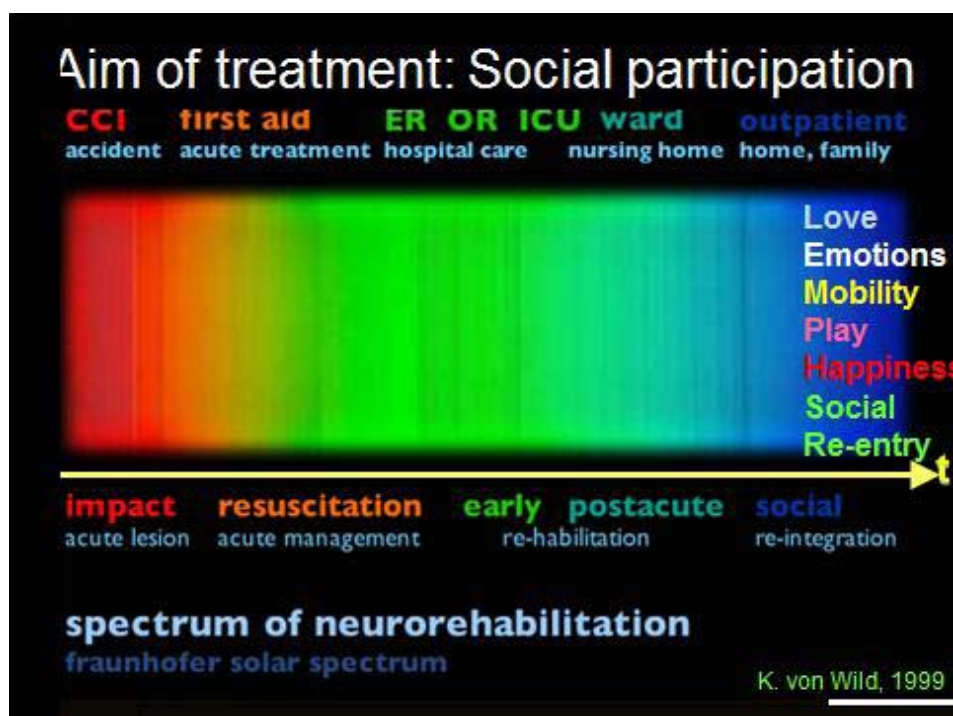 Aim of treatment: Social participation
CCI first aid ER OR ICU ward outpatient
accident acute treatment hospital care nursing home home, family
Love
Emotions
Mobility
Play
Happiness
Social
Re-entry
t
impact resuscitation early postacute social
acute lesion acute management re-habilitation re-integration
spectrum of neurorehabilitation
fraunhofer solar spectrum
K. von Wild, 1999